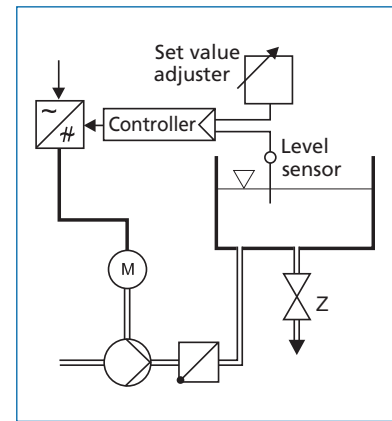 Set value
adjuster
Controller
Level
sensor
M
Z